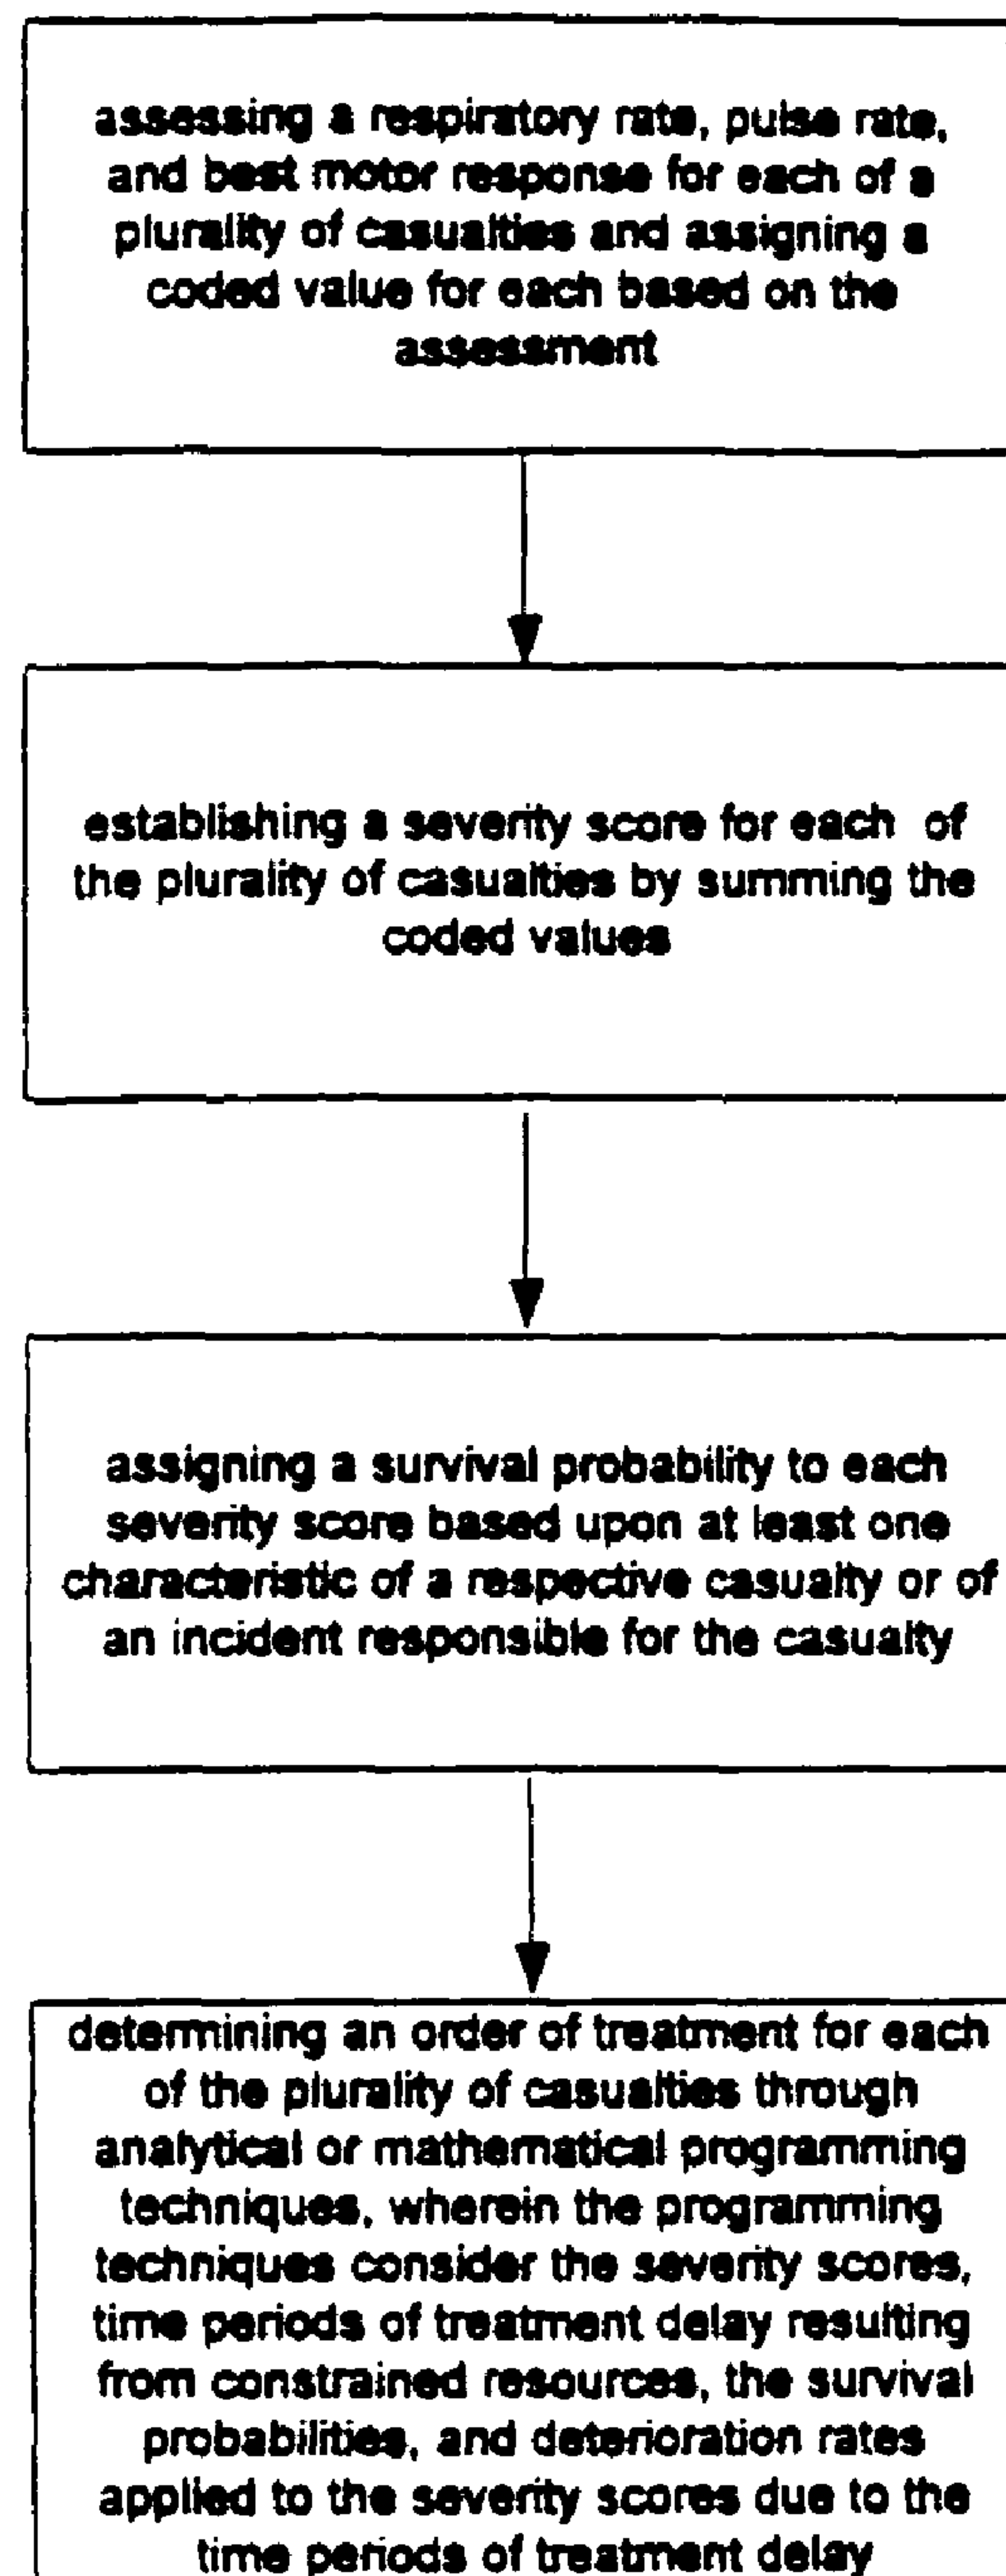 assessing a respiratory rate, pulse rate,
and best motor response for each of a
plurality of casualties and assigning a
coded value for each based on the
assessment
establishing a severity score for each of
the plurality of casualties by summing the
coded values
assigning a survival probability to each
severity score based upon at least one
characteristic of a respective casualty or of
an incident responsible for the casualty
determining an order of treatment for each
of the plurality of casualties through
analytical or mathematical programming
techniques, wherein the programming
techniques consider the severity scores,
time periods of treatment delay resulting
from constrained resources, the survival
probabilities, and deterioration rates
applied to the severity scores due to the
time periods of treatment delay